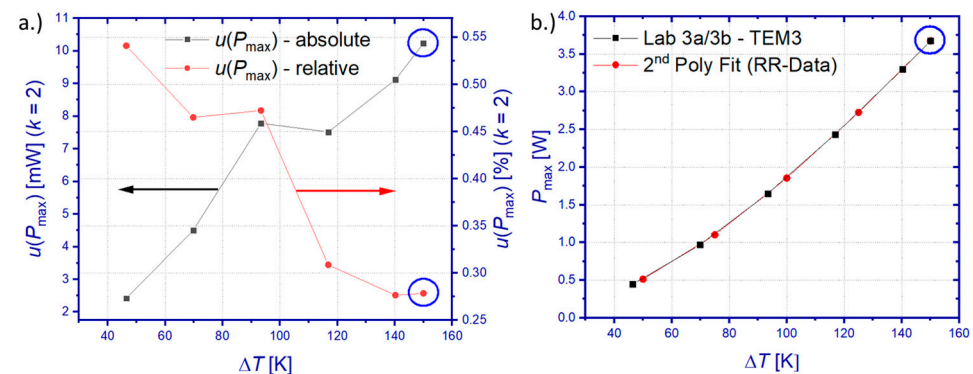 a.)
u(Pmax) - absolute
u(Pmax) - relative
11
10
9
8
7
6
5
4
3
2
u(Pmax) [mW] (k = 2)
0.55
0.50
0.45
0.40
0.35
0.30
0.25
u(Pmax) [%] (k = 2)
40 60 80 100 120 140 160
ΔT [K]
b.)
Lab 3a/3b - TEM3
2nd Poly Fit (RR-Data)
4.0
3.5
3.0
2.5
2.0
1.5
1.0
0.5
0.0
Pmax [W]
40 60 80 100 120 140 160
ΔT [K]